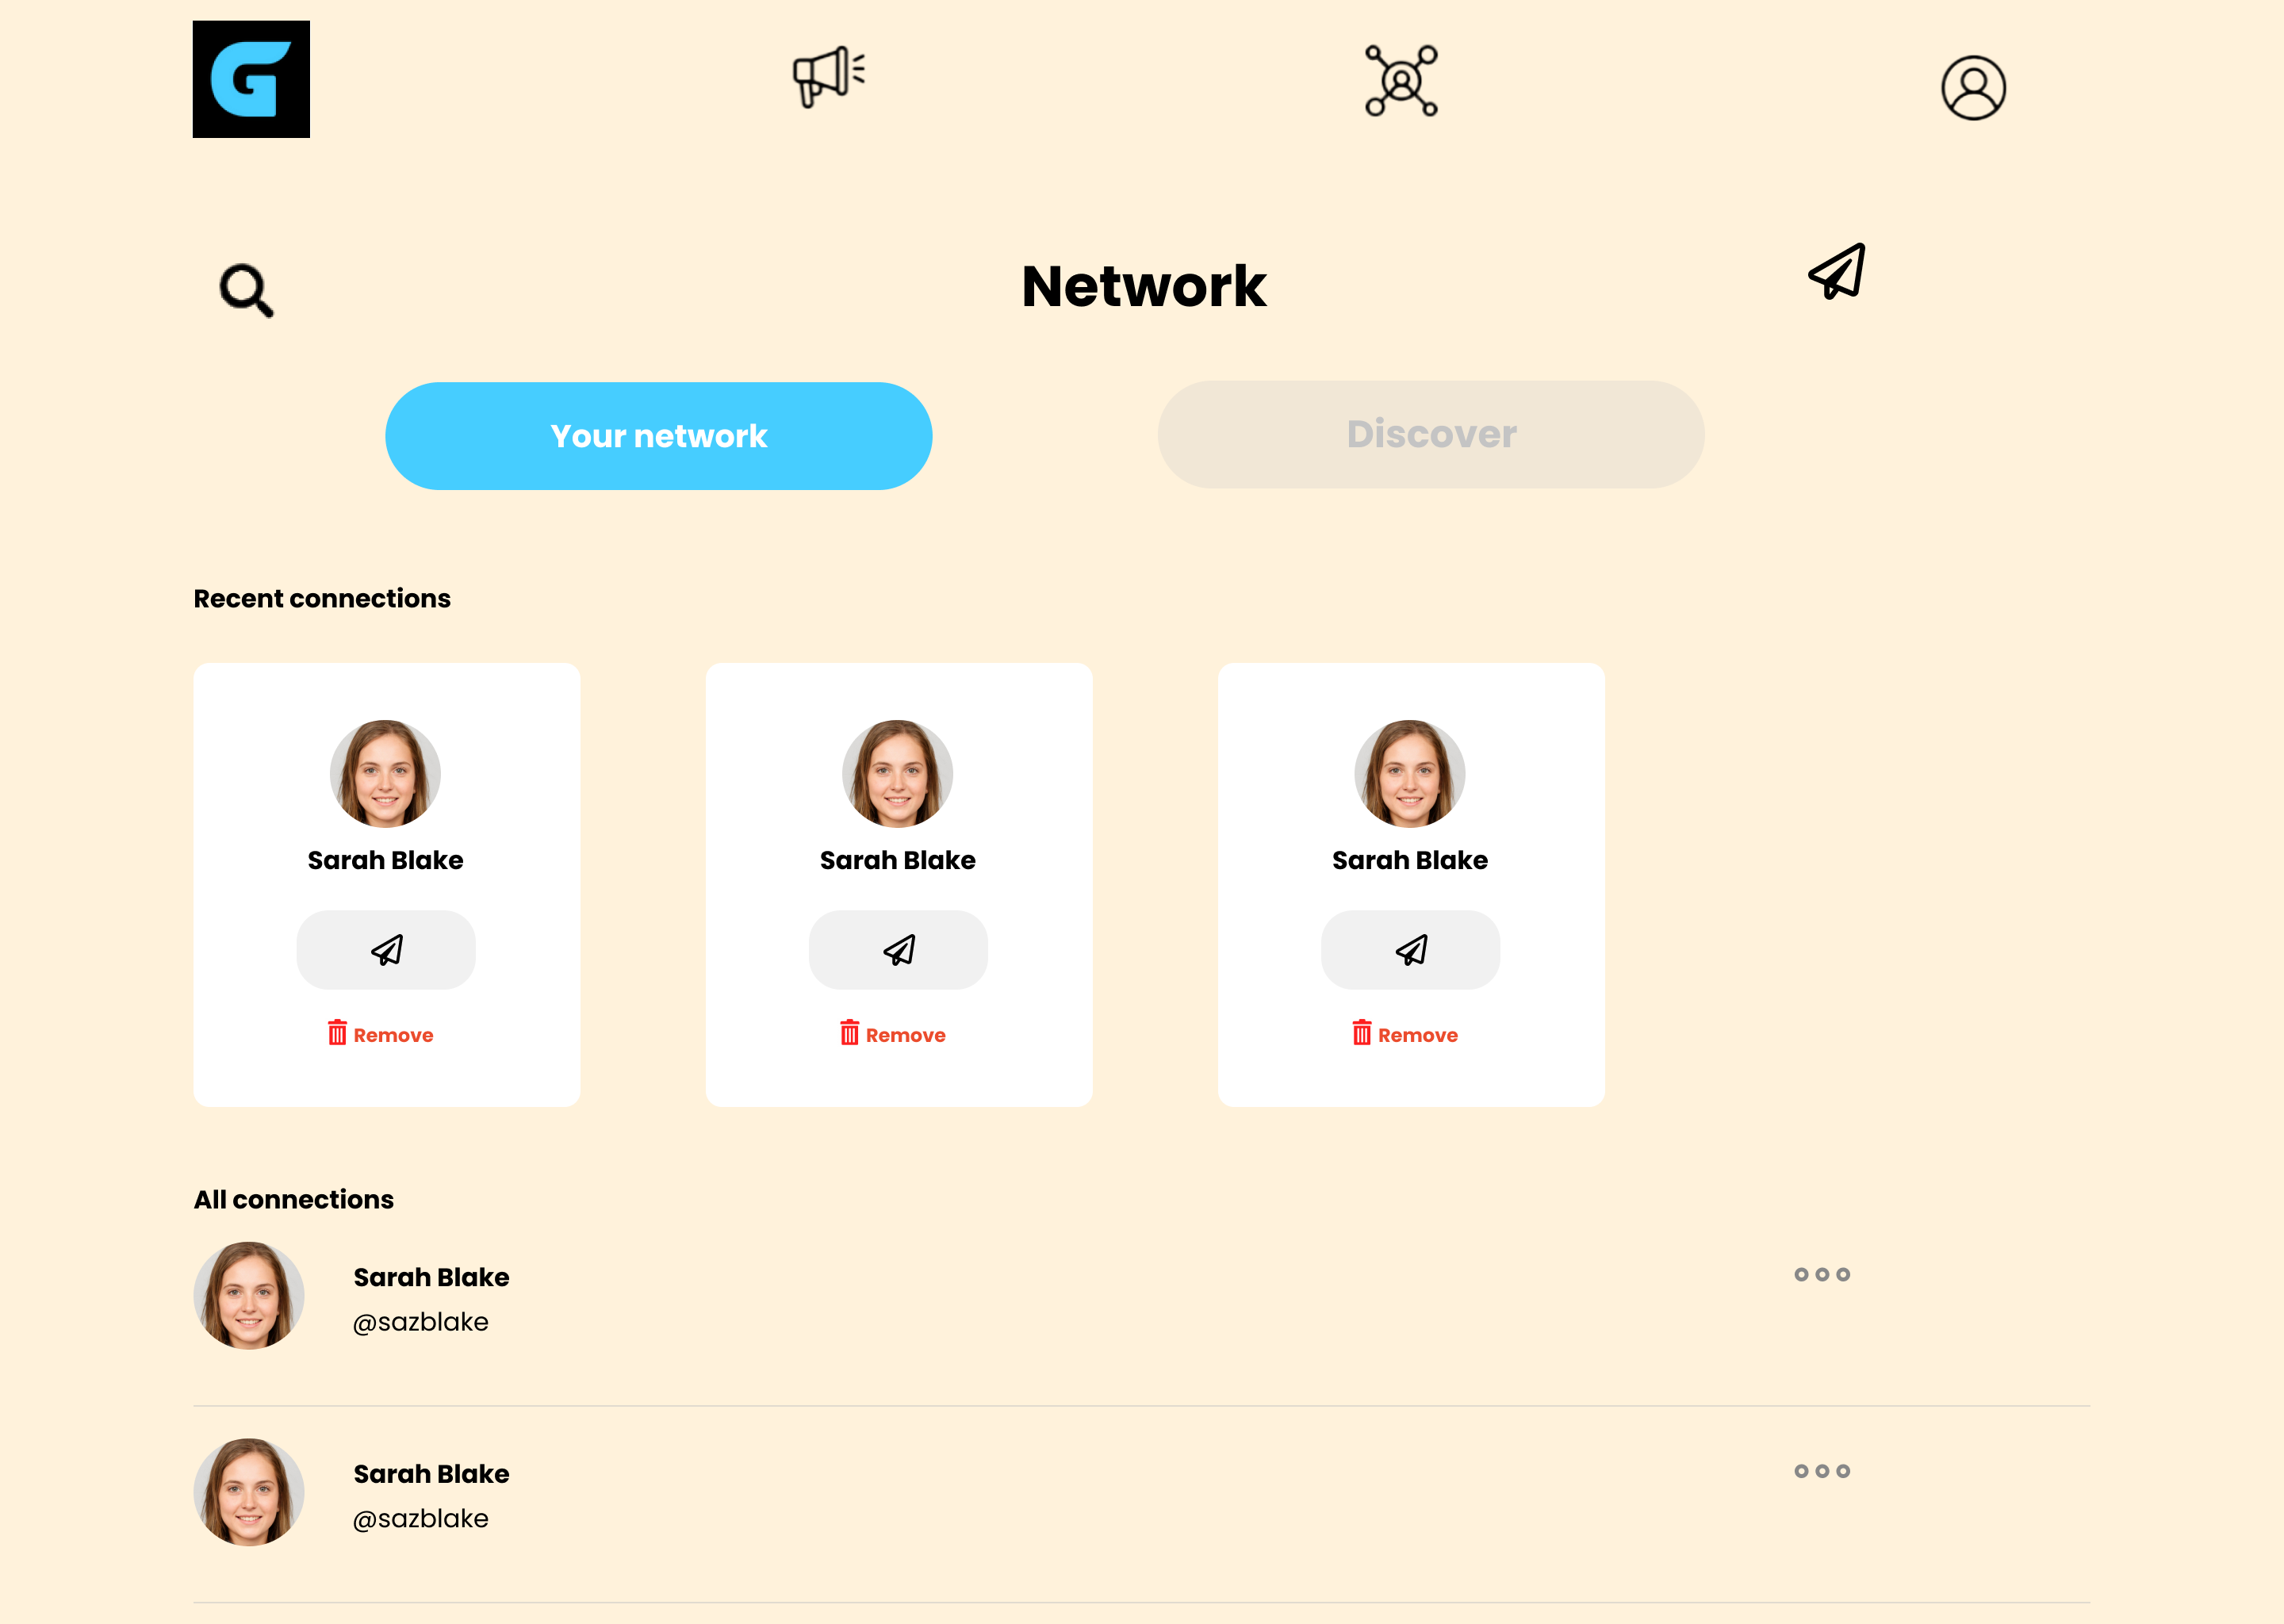 G
Network
Your network
Discover
Recent connections
Sarah Blake
Sarah Blake
Sarah Blake
Remove
Remove
Remove
All connections
Sarah Blake
@sazblake
Sarah Blake
@sazblake